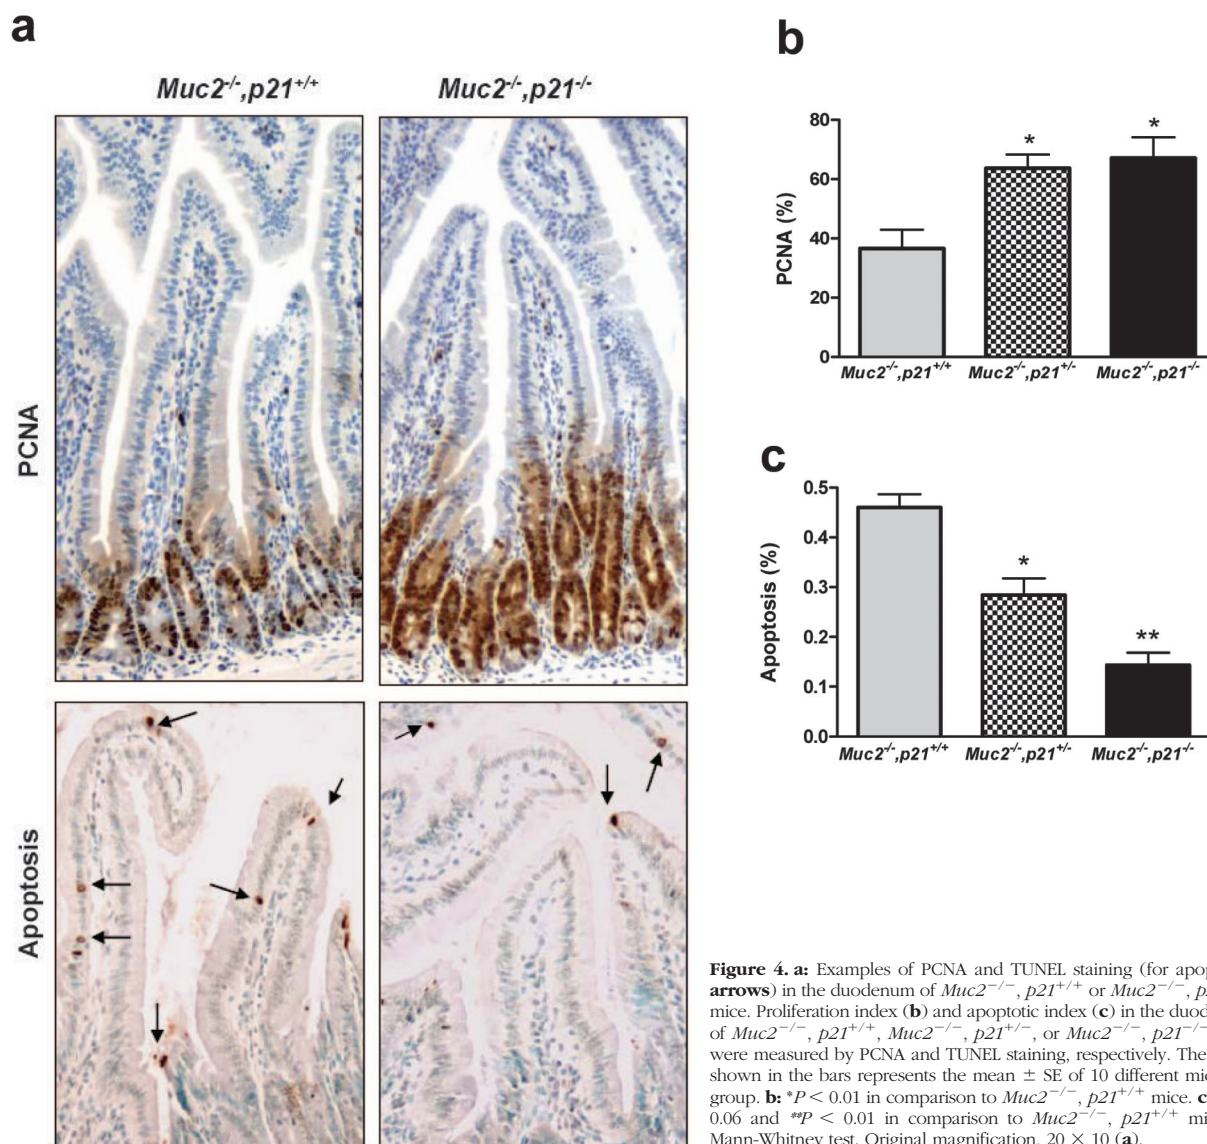 a
Muc2-/-,p21+/+
Muc2-/-,p21-/-
PCNA
Apoptosis
b
PCNA (%)
80
60
40
20
0
*
*
Muc2-/-,p21+/+
Muc2-/-,p21+/-
Muc2-/-,p21-/-
c
Apoptosis (%)
0.5
0.4
0.3
0.2
0.1
0.0
*
**
Muc2-/-,p21+/+
Muc2-/-,p21+/-
Muc2-/-,p21-/-
Figure 4. a: Examples of PCNA and TUNEL staining (for
arrows) in the duodenum of Muc2−/−, p21+/+ or Muc2−/−,
mice. Proliferation index (b) and apoptotic index (c) in the
of Muc2−/−, p21+/+, Muc2−/−, p21+/−, or Muc2−/−, p21−/−
were measured by PCNA and TUNEL staining, respectively. The
shown in the bars represents the mean ± SE of 10 different
group. b: *P < 0.01 in comparison to Muc2−/−, p21+/+ mice. c
0.06 and **P < 0.01 in comparison to Muc2−/−, p21+/+
Mann-Whitney test. Original magnification, 20 × 10 (a).